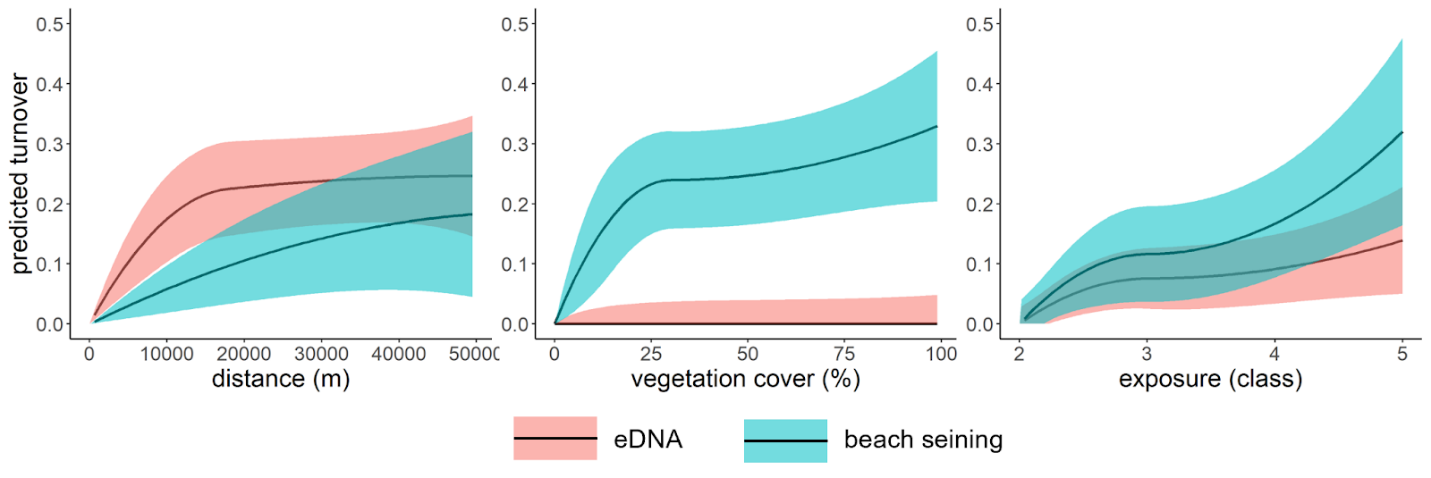 predicted turnover
0.5
0.4
0.3
0.2
0.1
0.0
0 10000 20000 30000 40000 50000
distance (m)
0.5
0.4
0.3
0.2
0.1
0.0
0 25 50 75 100
vegetation cover (%)
0.5
0.4
0.3
0.2
0.1
0.0
2 3 4 5
exposure (class)
eDNA beach seining